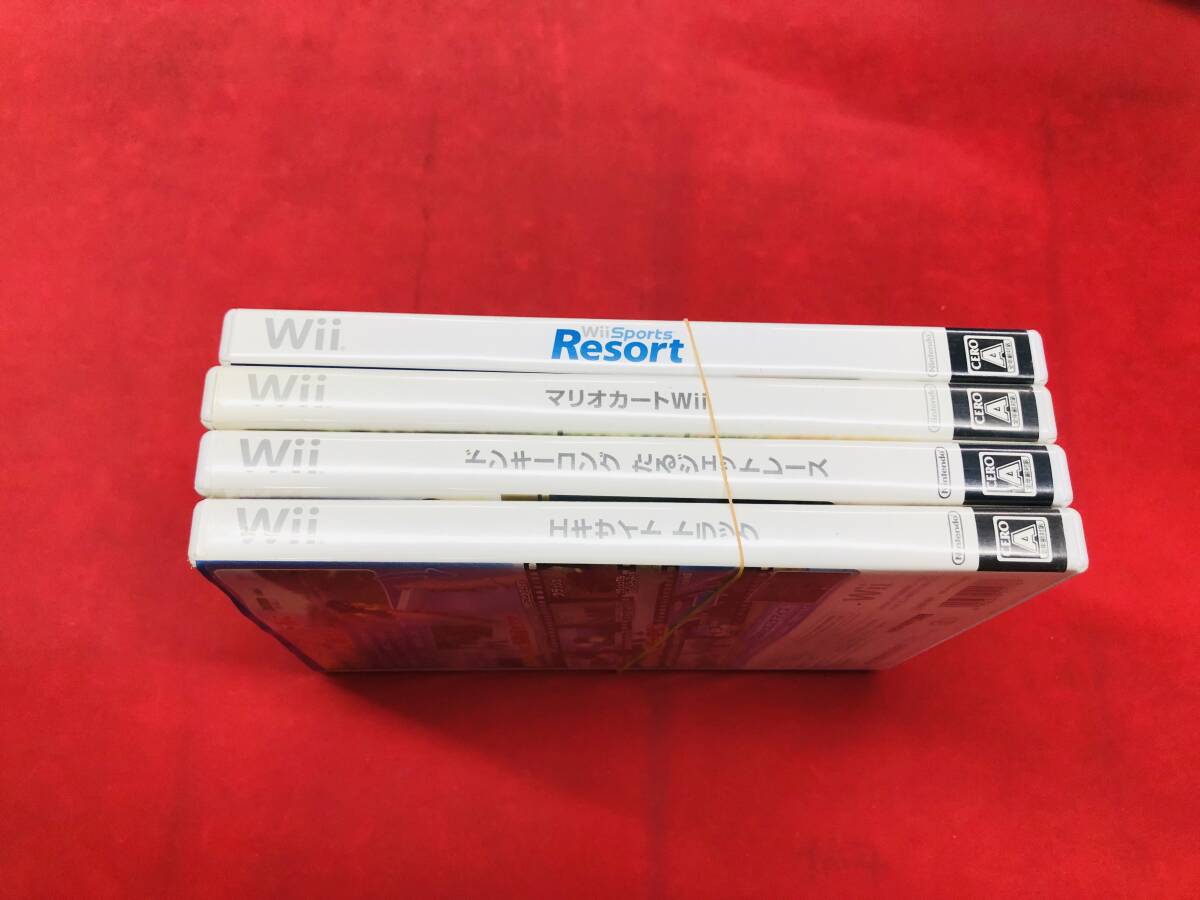 Wii
WiiSports
Resort
Nintendo
CERO
A
Wii
マリオカートWii
Nintendo
CERO
A
Wii
ドンキーコング たるジェットレース
Nintendo
CERO
A
Wii
エキサイト トラック
Nintendo
CERO
A
Wii